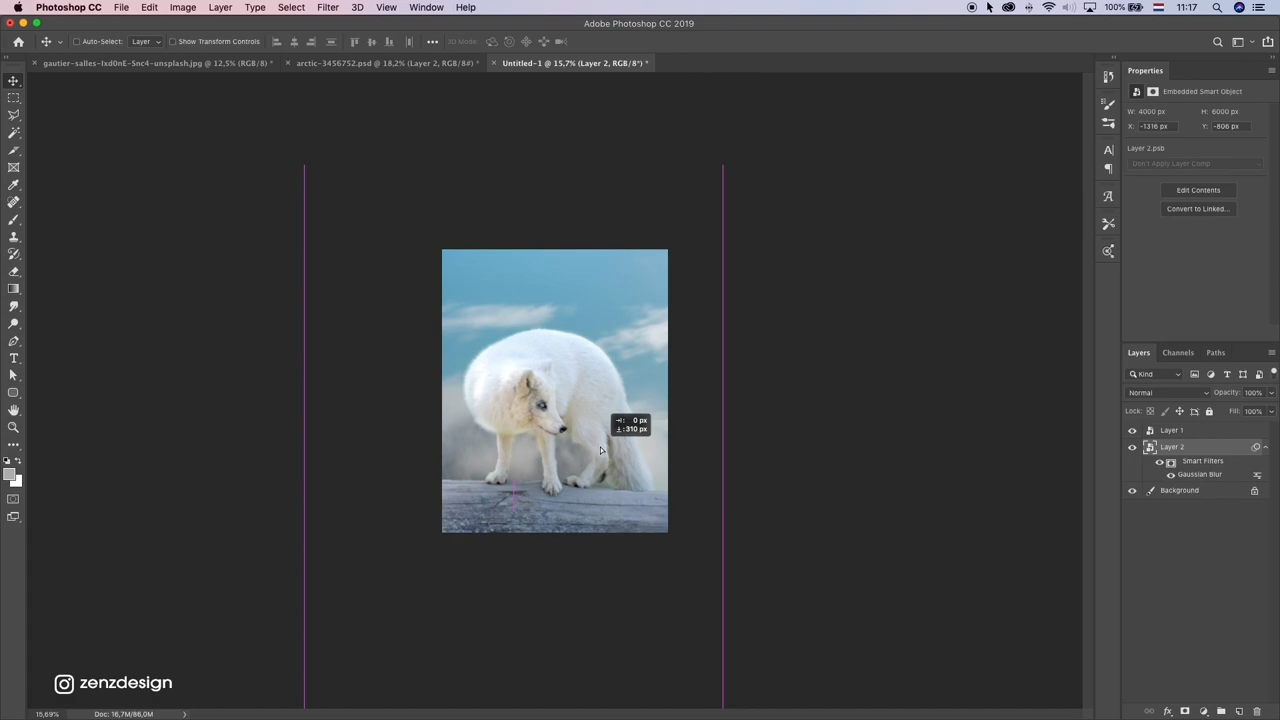 Photoshop CC File Edit Image Layer Type Select Filter 3D View Window Help 100% 11:17
Adobe Photoshop CC 2019
Auto-Select: Layer Show Transform Controls 3D Mode:
gautier-salles-Ixd0nE-Snc4-unsplash.jpg @ 12,5% (RGB/8) * arctic-3456752.psd @ 18,2% (Layer 2, RGB/8#) * Untitled-1 @ 15,7% (Layer 2, RGB/8*) *
Properties
Embedded Smart Object
W: 4000 px H: 6000 px
X: -1316 px Y: -806 px
Layer 2.psb
Don't Apply Layer Comp
Edit Contents
Convert to Linked...
Layers Channels Paths
Kind
Normal Opacity: 100%
Lock: Fill: 100%
Layer 1
Layer 2
Smart Filters
Gaussian Blur
Background
: 0 px
: 310 px
zenzdesign
15,69% Doc: 16,7M/86,0M